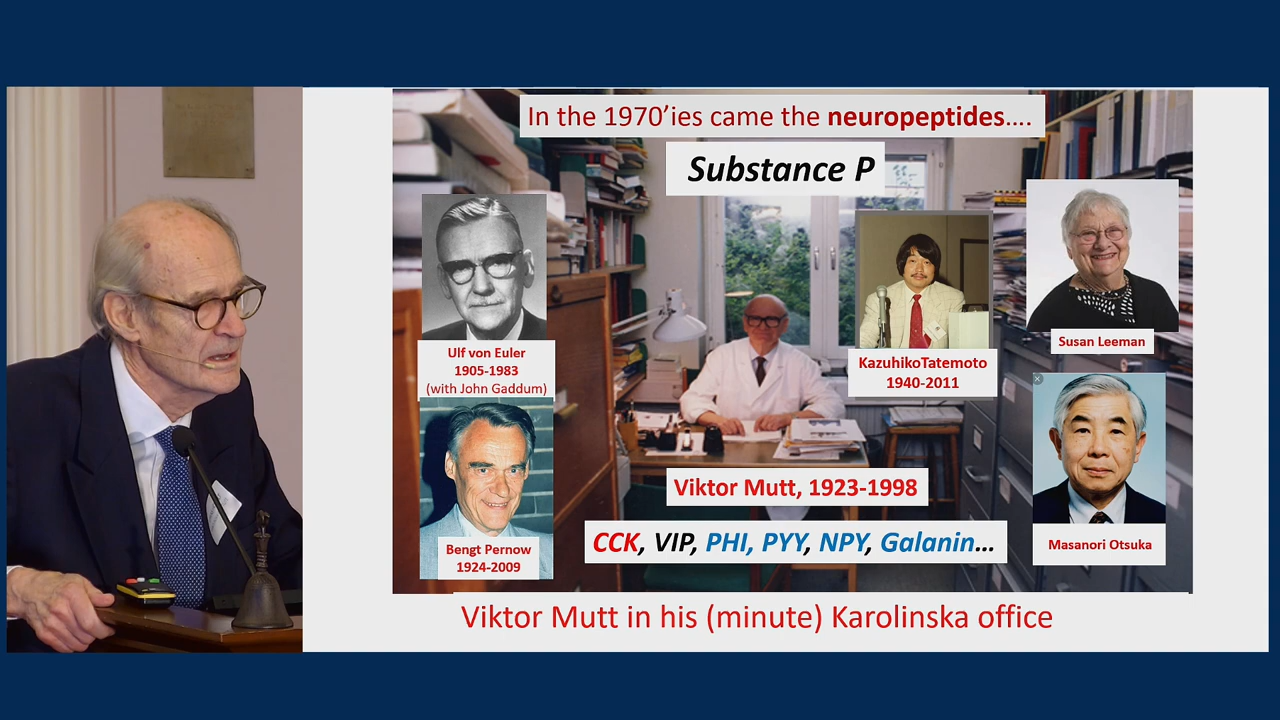 In the 1970’ies came the neuropeptides….
Substance P
Ulf von Euler
1905-1983
(with John Gaddum)
KazuhikoTatemoto
1940-2011
Susan Leeman
Bengt Pernow
1924-2009
Viktor Mutt, 1923-1998
CCK, VIP, PHI, PYY, NPY, Galanin…
Masanori Otsuka
Viktor Mutt in his (minute) Karolinska office